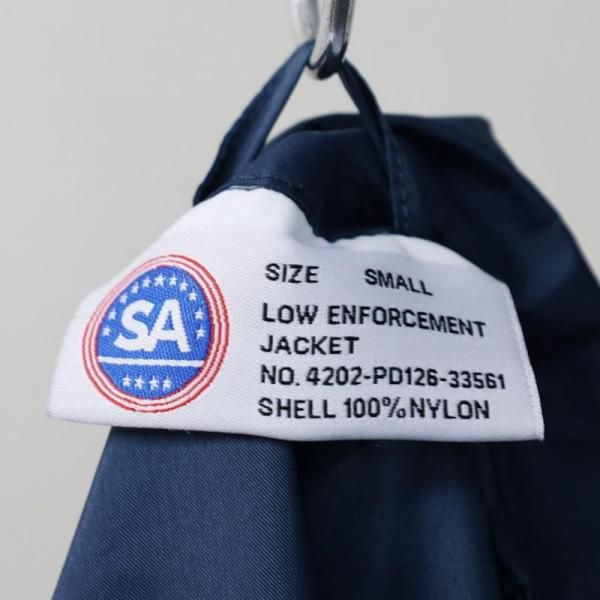 SA
SIZE SMALL
LOW ENFORCEMENT
JACKET
NO. 4202-PD126-33561
SHELL 100% NYLON